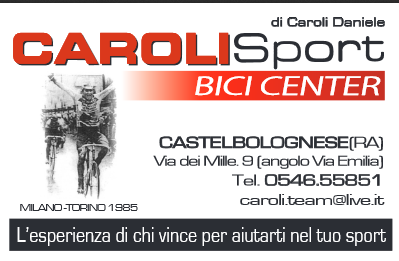 di Caroli Daniele
CAROLISport
BICI CENTER
CASTELBOLOGNESE(RA)
Via dei Mille. 9 (angolo Via Emilia)
Tel. 0546.55851
caroli.team@live.it
MILANO-TORINO 1985
L'esperienza di chi vince per aiutarti nel tuo sport